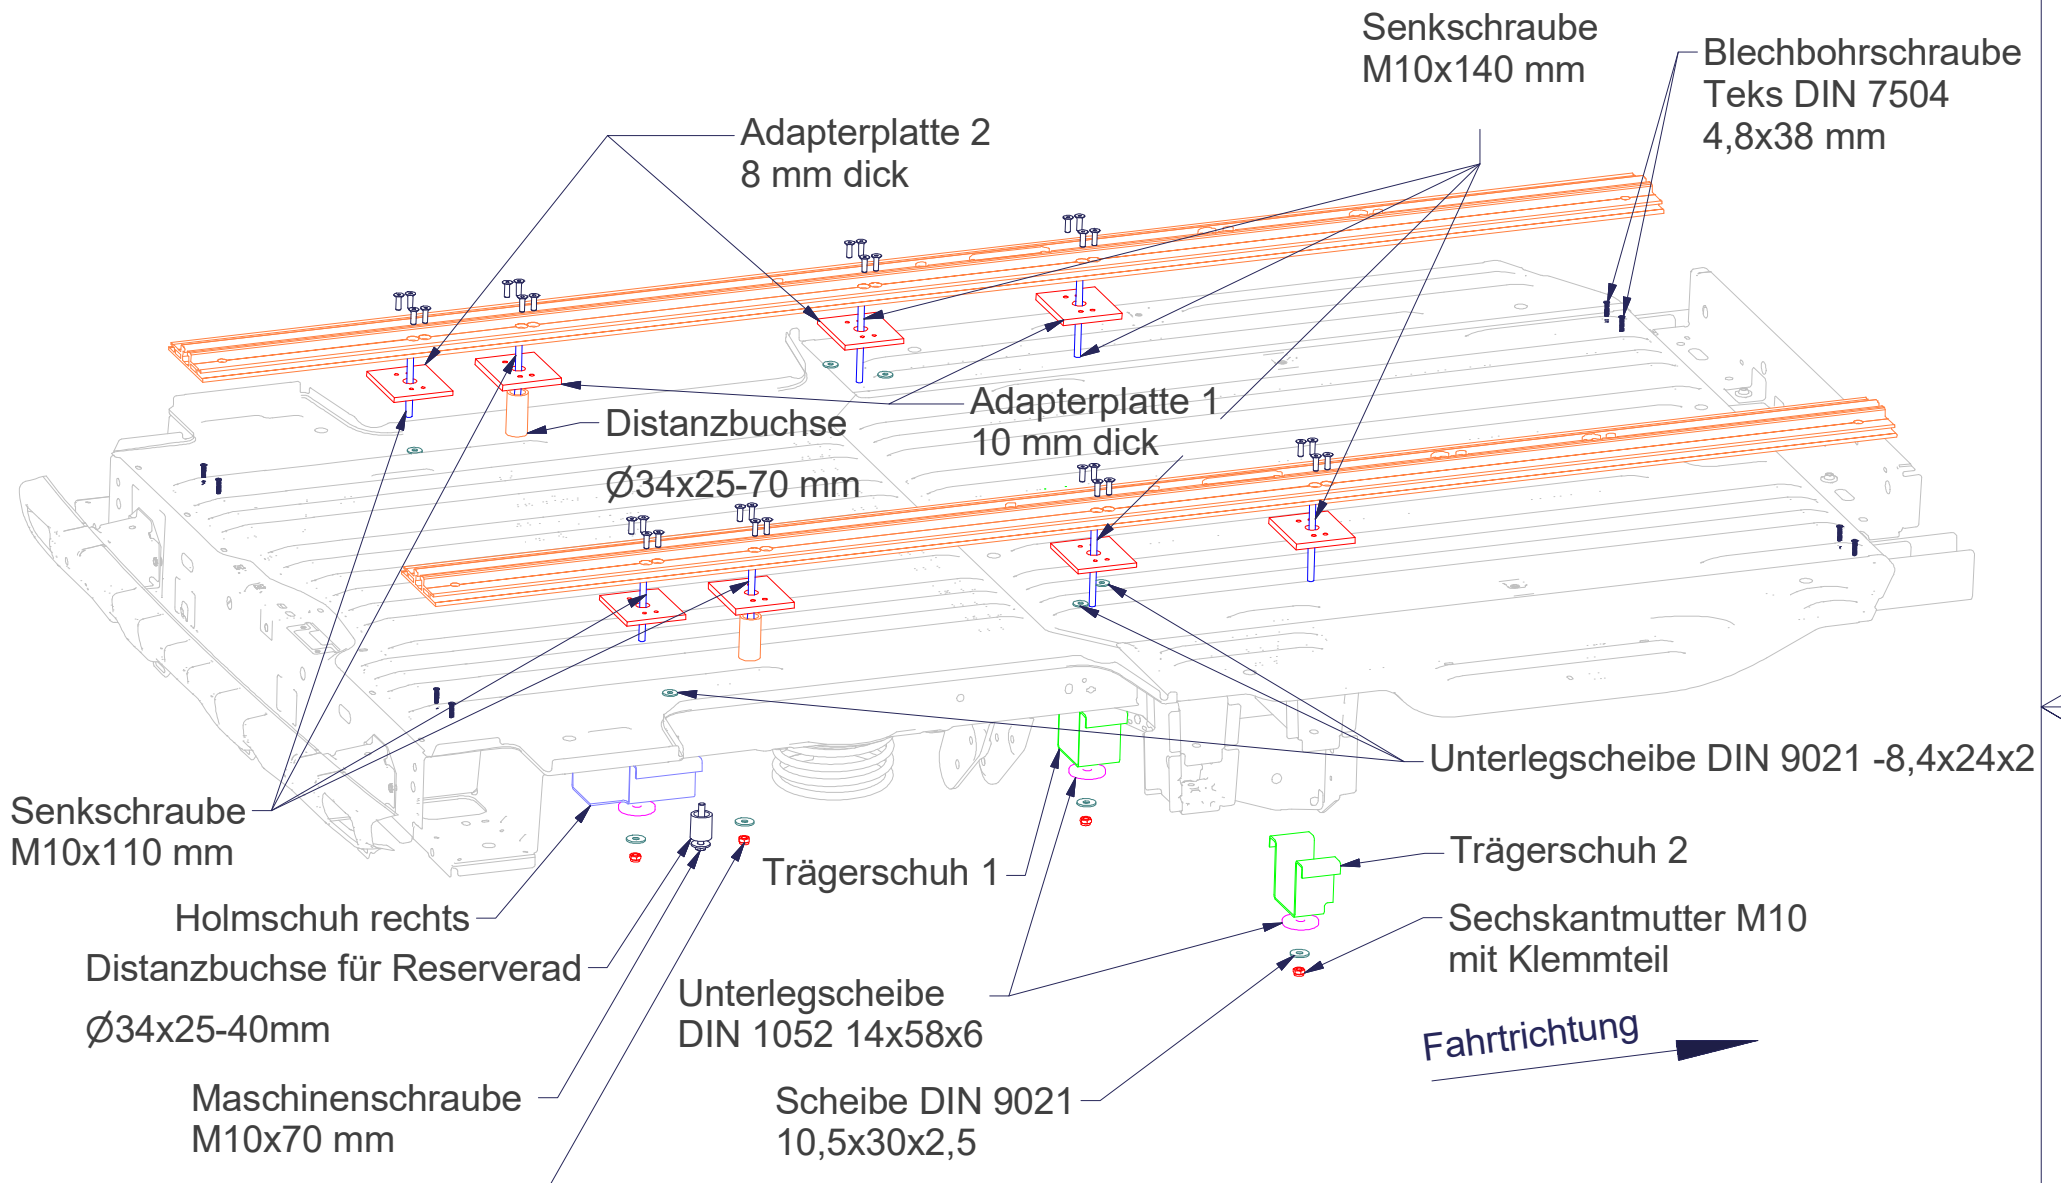 Senkschraube
M10x140 mm
Blechbohrschraube
Teks DIN 7504
4,8x38 mm
Adapterplatte 2
8 mm dick
Adapterplatte 1
10 mm dick
Distanzbuchse
Ø34x25-70 mm
Unterlegscheibe DIN 9021 -8,4x24x2
Senkschraube
M10x110 mm
Trägerschuh 1
Trägerschuh 2
Holmschuh rechts
Sechskantmutter M10
mit Klemmteil
Distanzbuchse für Reserverad
Ø34x25-40mm
Unterlegscheibe
DIN 1052 14x58x6
Fahrtrichtung
Maschinenschraube
M10x70 mm
Scheibe DIN 9021
10,5x30x2,5